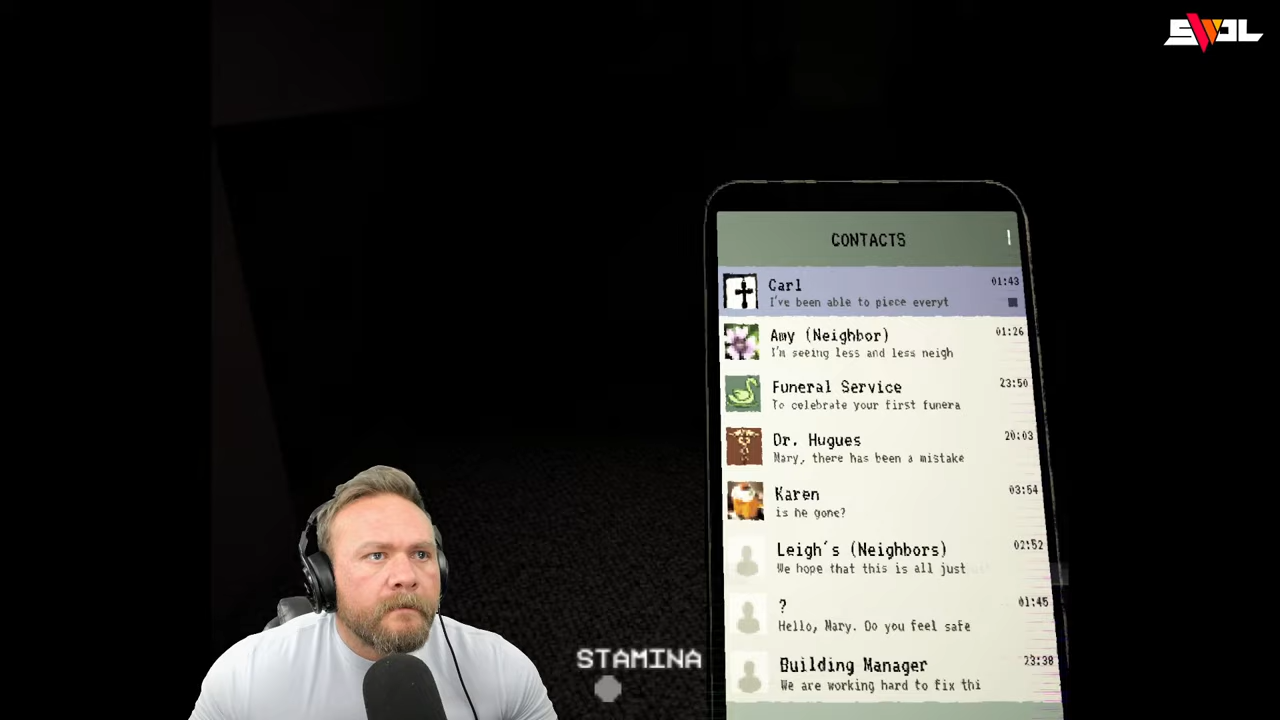 SWOL
CONTACTS
Carl
01:43
I've been able to piece everyt
Amy (Neighbor)
01:26
I'm seeing less and less neigh
Funeral Service
23:50
To celebrate your first funera
Dr. Hugues
20:03
Mary, there has been a mistake
Karen
03:54
is he gone?
Leigh's (Neighbors)
02:52
We hope that this is all just
?
01:45
Hello, Mary. Do you feel safe
Building Manager
23:38
We are working hard to fix thi
STAMINA